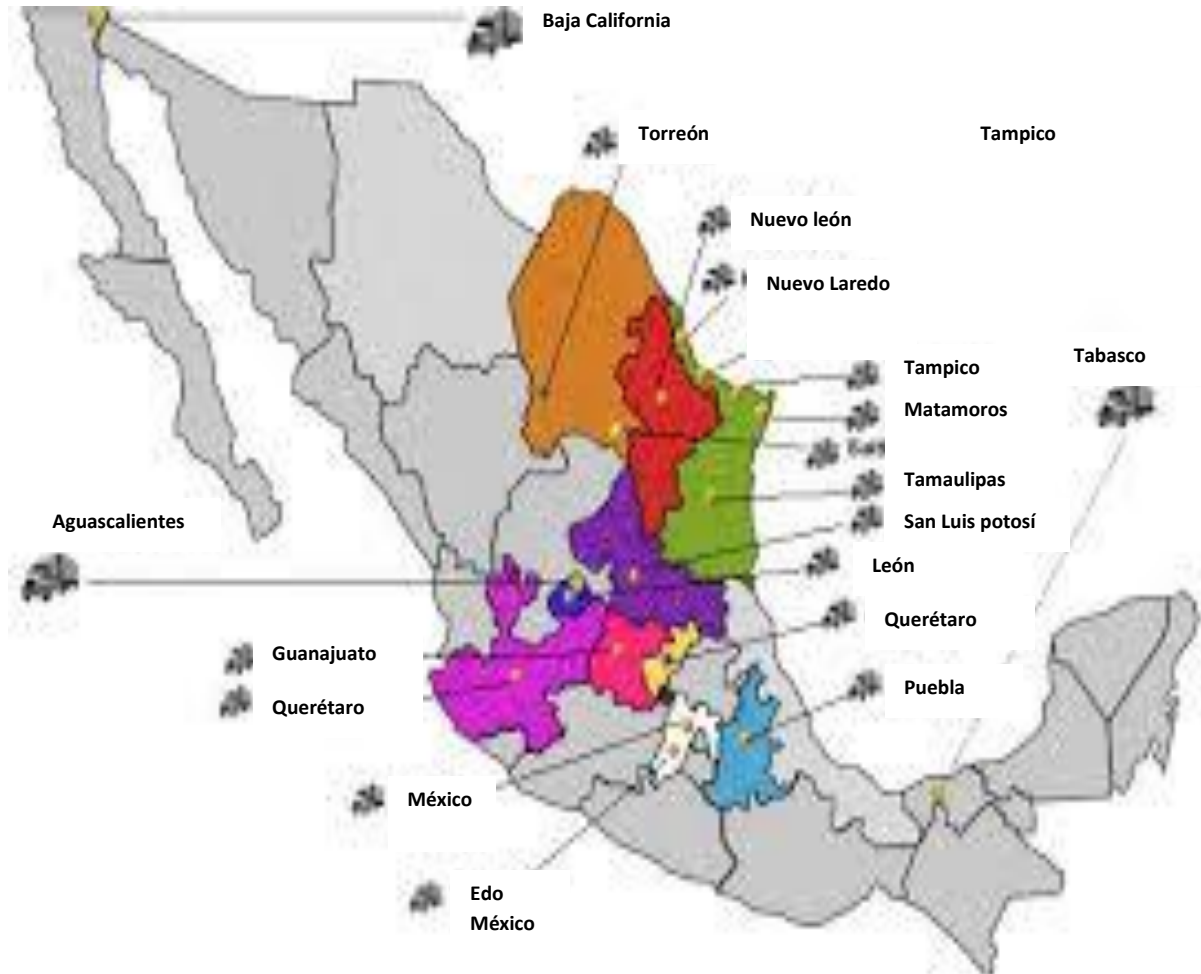 Baja California
Torreón
Tampico
Nuevo león
Nuevo Laredo
Tabasco
Tampico
Matamoros
Tamaulipas
Aguascalientes
San Luis potosí
León
Querétaro
Guanajuato
Puebla
Querétaro
México
Edo
México